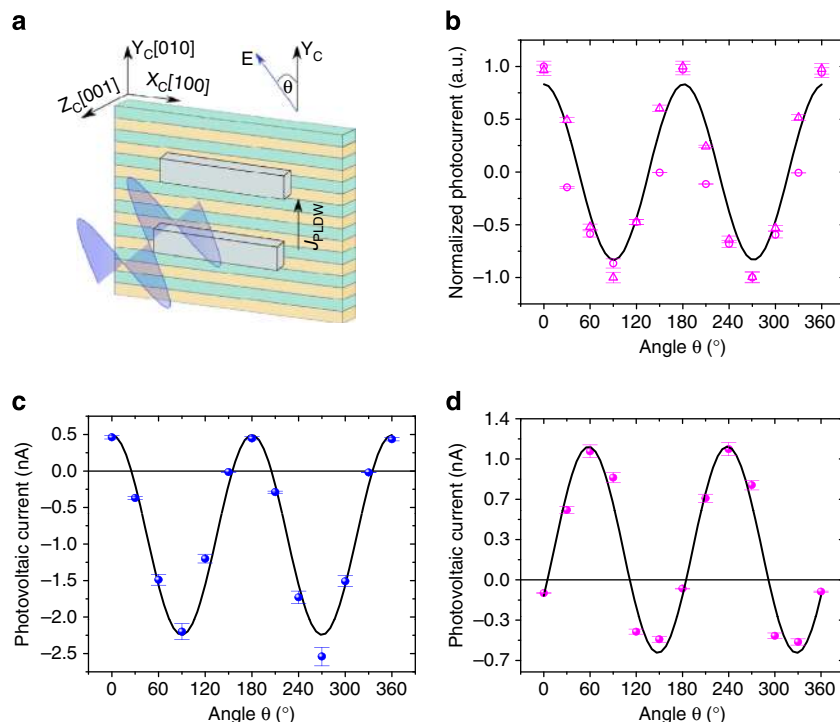 a
Y_C[010]
X_C[100]
Z_C[001]
E
θ
Y_C
J_PLDW
b
Normalized photocurrent (a.u.)
1.0
0.5
0.0
−0.5
−1.0
0 60 120 180 240 300 360
Angle θ (°)
c
Photovoltaic current (nA)
0.5
0.0
−0.5
−1.0
−1.5
−2.0
−2.5
0 60 120 180 240 300 360
Angle θ (°)
d
Photovoltaic current (nA)
1.4
1.0
0.7
0.3
0.0
−0.3
−0.7
0 60 120 180 240 300 360
Angle θ (°)